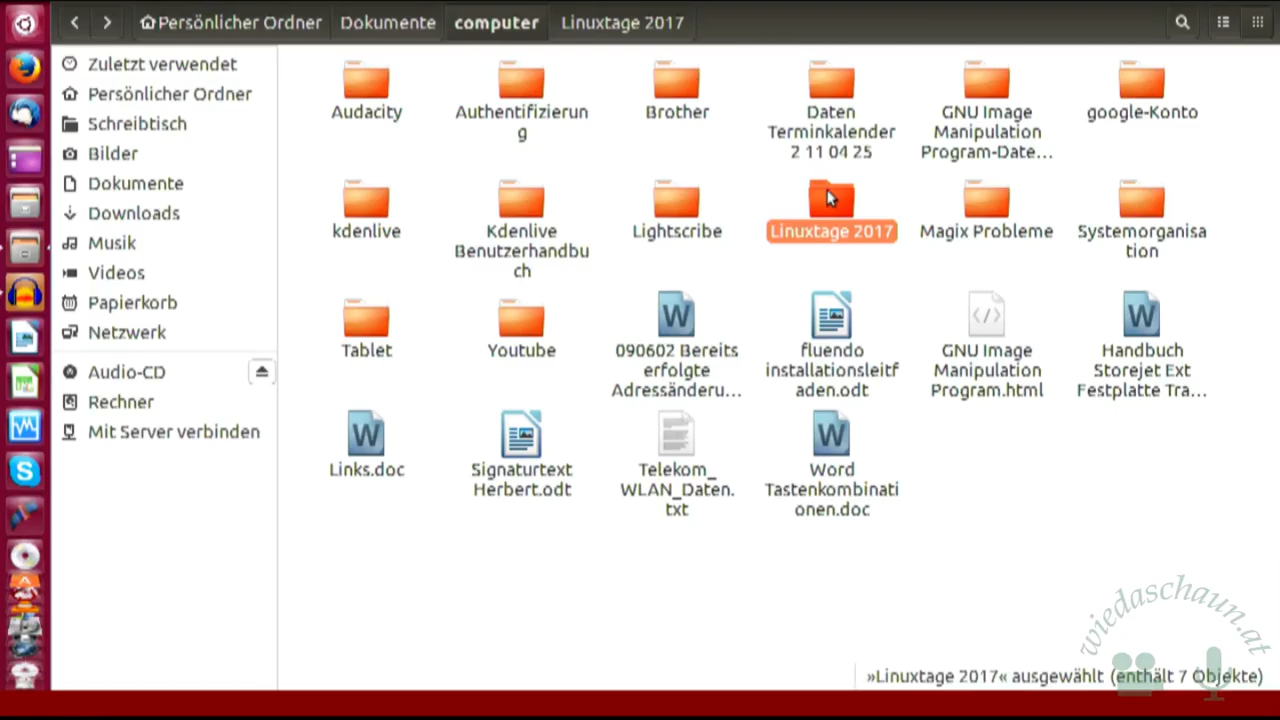 Persönlicher Ordner Dokumente computer Linuxtage 2017
Zuletzt verwendet
Persönlicher Ordner
Schreibtisch
Bilder
Dokumente
Downloads
Musik
Videos
Papierkorb
Netzwerk
Audio-CD
Rechner
Mit Server verbinden
Audacity
Authentifizierun
g
Brother
Daten
Terminkalender
2 11 04 25
GNU Image
Manipulation
Program-Date…
google-Konto
kdenlive
Kdenlive
Benutzerhandbu
ch
Lightscribe
Linuxtage 2017
Magix Probleme
Systemorganisa
tion
Tablet
Youtube
090602 Bereits
erfolgte
Adressänderu…
fluendo
installationsleitf
aden.odt
GNU Image
Manipulation
Program.html
Handbuch
Storejet Ext
Festplatte Tra…
Links.doc
Signaturtext
Herbert.odt
Telekom_
WLAN_Daten.
txt
Word
Tastenkombinati
onen.doc
wiedaschaun.at
»Linuxtage 2017« ausgewählt (enthält 7 Objekte)